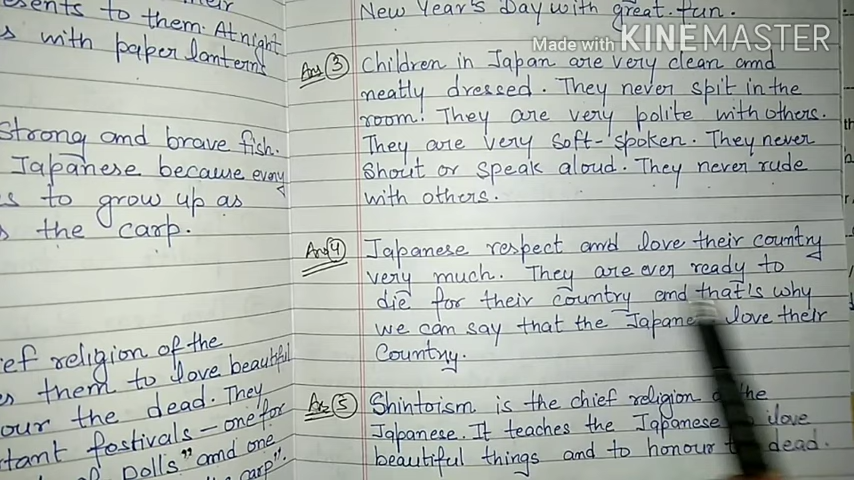 sents to them. At night
s with paper lanterns
Strong and brave fish.
Japanese because every
s to grow up as
s the carp.
ief religion of the
s them to love beautiful
our the dead. They
tant fostivals - one for
Dolls" and one
carp".
New Year's Day with great fun.
Made with KINEMASTER
Ans 3 Children in Japan are very clean and
neatly dressed. They never spit in the
room. They are very polite with others.
They are very soft-spoken. They never
shout or speak aloud. They never rude
with others.
Ans 4 Japanese respect and love their country
very much. They are ever ready to
die for their country and that's why
we can say that the Japane love their
Country.
Ans 5 Shintoism is the chief religion of the
Japanese. It teaches the Japanese love
beautiful things and to honour dead.